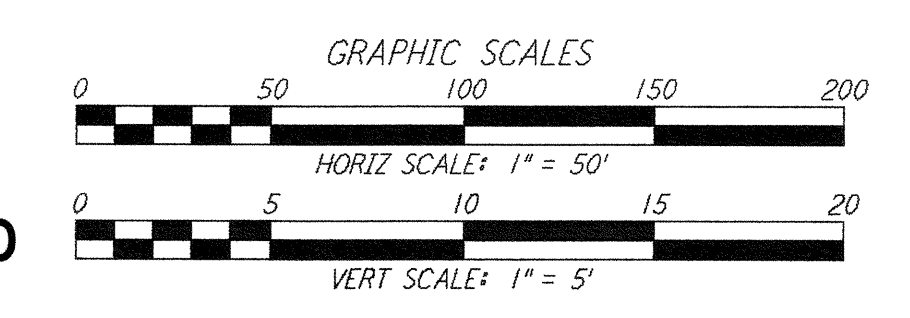 GRAPHIC SCALES
0 50 100 150 200
HORIZ SCALE: 1" = 50'
0 5 10 15 20
VERT SCALE: 1" = 5'